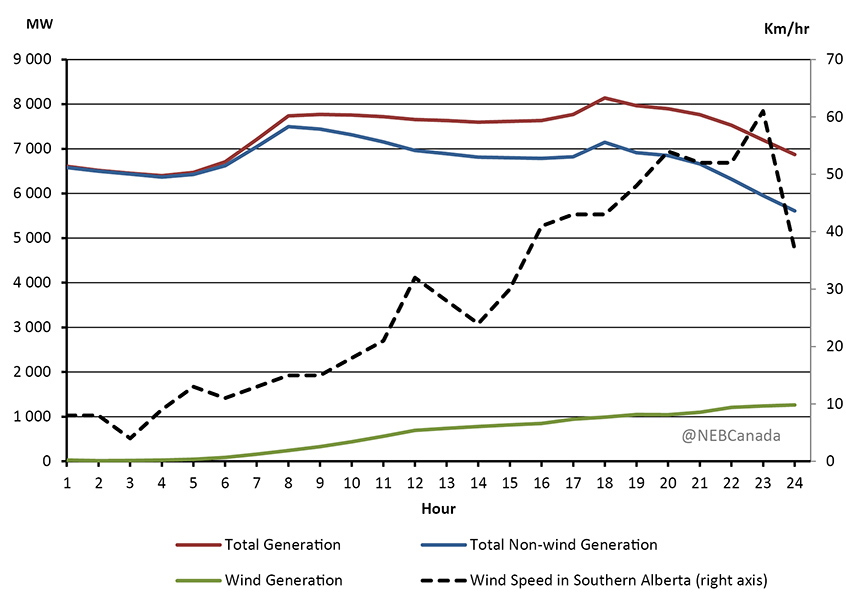 MW
Km/hr
9 000
8 000
7 000
6 000
5 000
4 000
3 000
2 000
1 000
0
70
60
50
40
30
20
10
0
@NEBCanada
1 2 3 4 5 6 7 8 9 10 11 12 13 14 15 16 17 18 19 20 21 22 23 24
Hour
Total Generation
Total Non-wind Generation
Wind Generation
Wind Speed in Southern Alberta (right axis)